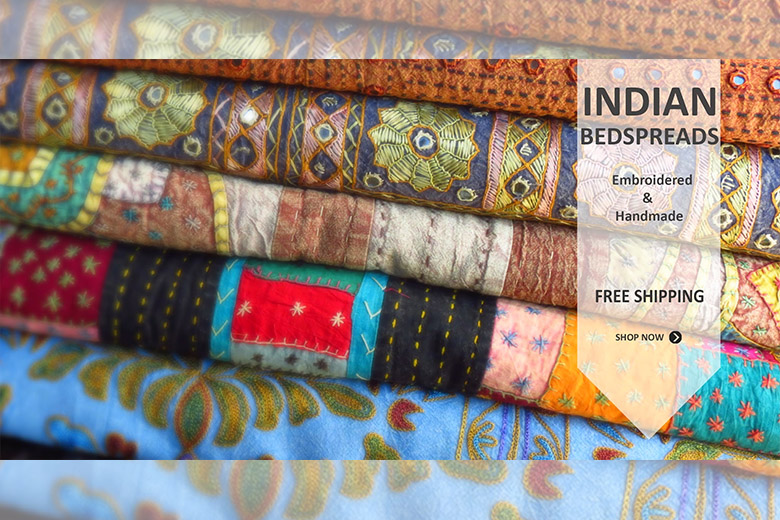 INDIAN
BEDSPREADS
Embroidered
&
Handmade
FREE SHIPPING
SHOP NOW